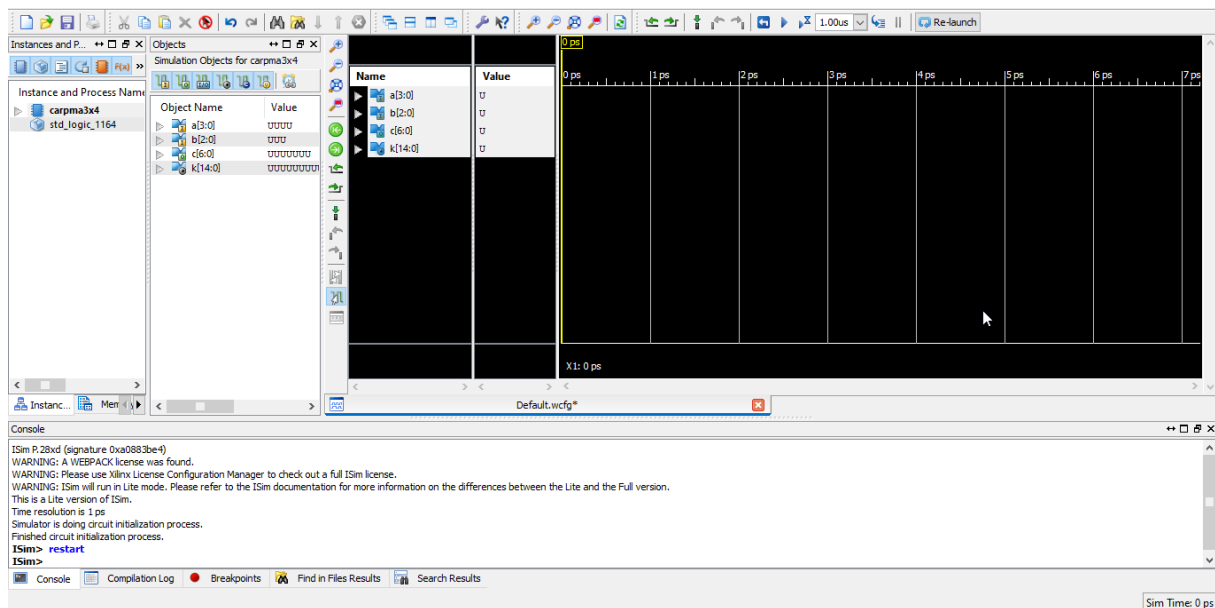 1.00us
Re-launch
Instances and P...
Instance and Process Name
carpma3x4
std_logic_1164
Instanc...
Objects
Simulation Objects for carpma3x4
Object Name Value
a[3:0] UUUU
b[2:0] UUU
c[6:0] UUUUUUU
k[14:0]
Name Value
a[3:0] U
b[2:0] U
c[6:0] U
k[14:0] U
0 ps
0 ps 1 ps 2 ps 3 ps 4 ps 5 ps 6 ps 7 ps
X1: 0 ps
Default.wcfg*
Console
ISim P.28xd (signature 0xa0883be4)
WARNING: A WEBPACK license was found.
WARNING: Please use Xilinx License Configuration Manager to check out a full ISim license.
WARNING: ISim will run in Lite mode. Please refer to the ISim documentation for more information on the differences between the Lite and the Full version.
This is a Lite version of ISim.
Time resolution is 1 ps
Simulator is doing circuit initialization process.
Finished circuit initialization process.
ISim> restart
ISim>
Console Compilation Log Breakpoints Find in Files Results Search Results
Sim Time: 0 ps